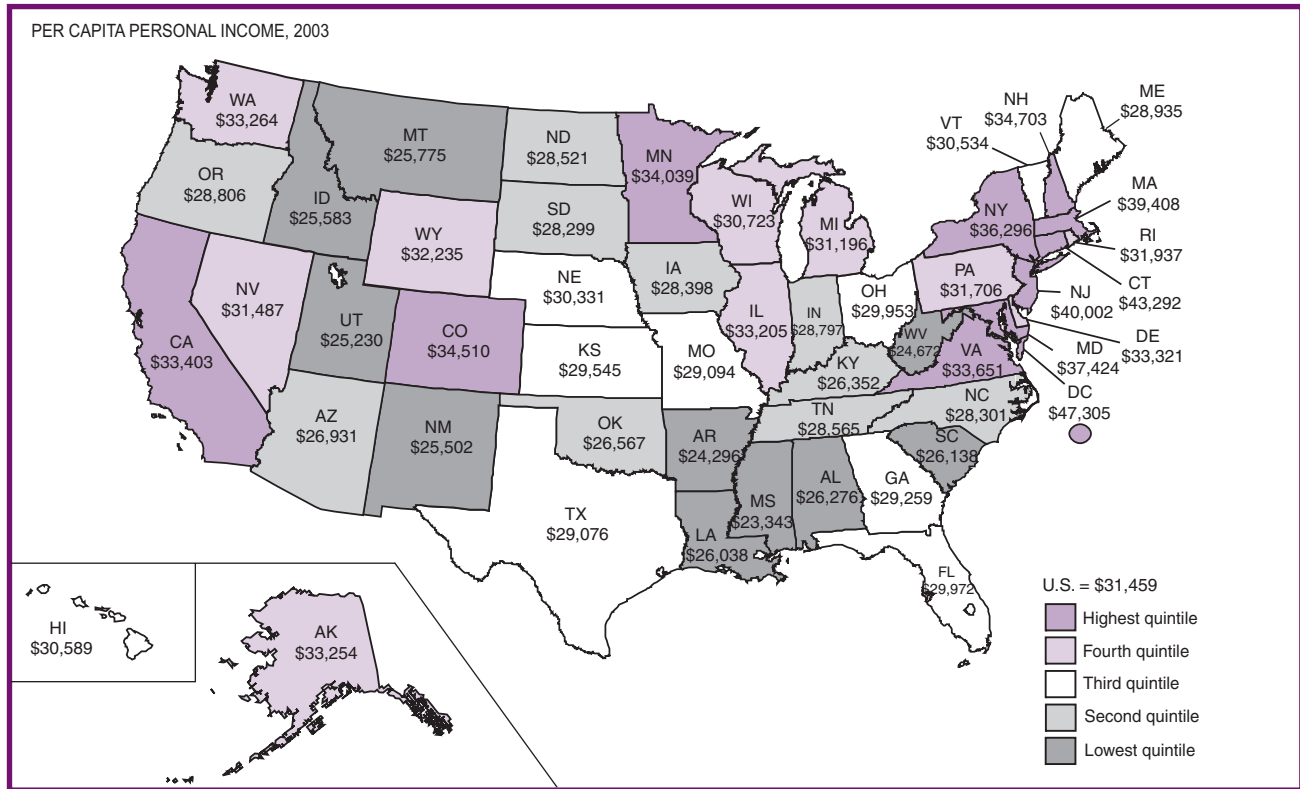 PER CAPITA PERSONAL INCOME, 2003
WA
$33,264
OR
$28,806
CA
$33,403
NV
$31,487
ID
$25,583
MT
$25,775
WY
$32,235
UT
$25,230
CO
$34,510
AZ
$26,931
NM
$25,502
ND
$28,521
SD
$28,299
NE
$30,331
KS
$29,545
OK
$26,567
TX
$29,076
MN
$34,039
IA
$28,398
MO
$29,094
AR
$24,296
LA
$26,038
WI
$30,723
IL
$33,205
MI
$31,196
IN
$28,797
OH
$29,953
KY
$26,352
TN
$28,565
MS
$23,343
AL
$26,276
GA
$29,259
FL
$29,972
SC
$26,138
NC
$28,301
VA
$33,651
WV
$24,672
PA
$31,706
NY
$36,296
VT
$30,534
NH
$34,703
ME
$28,935
MA
$39,408
RI
$31,937
CT
$43,292
NJ
$40,002
DE
$33,321
MD
$37,424
DC
$47,305
HI
$30,589
AK
$33,254
U.S. = $31,459
Highest quintile
Fourth quintile
Third quintile
Second quintile
Lowest quintile